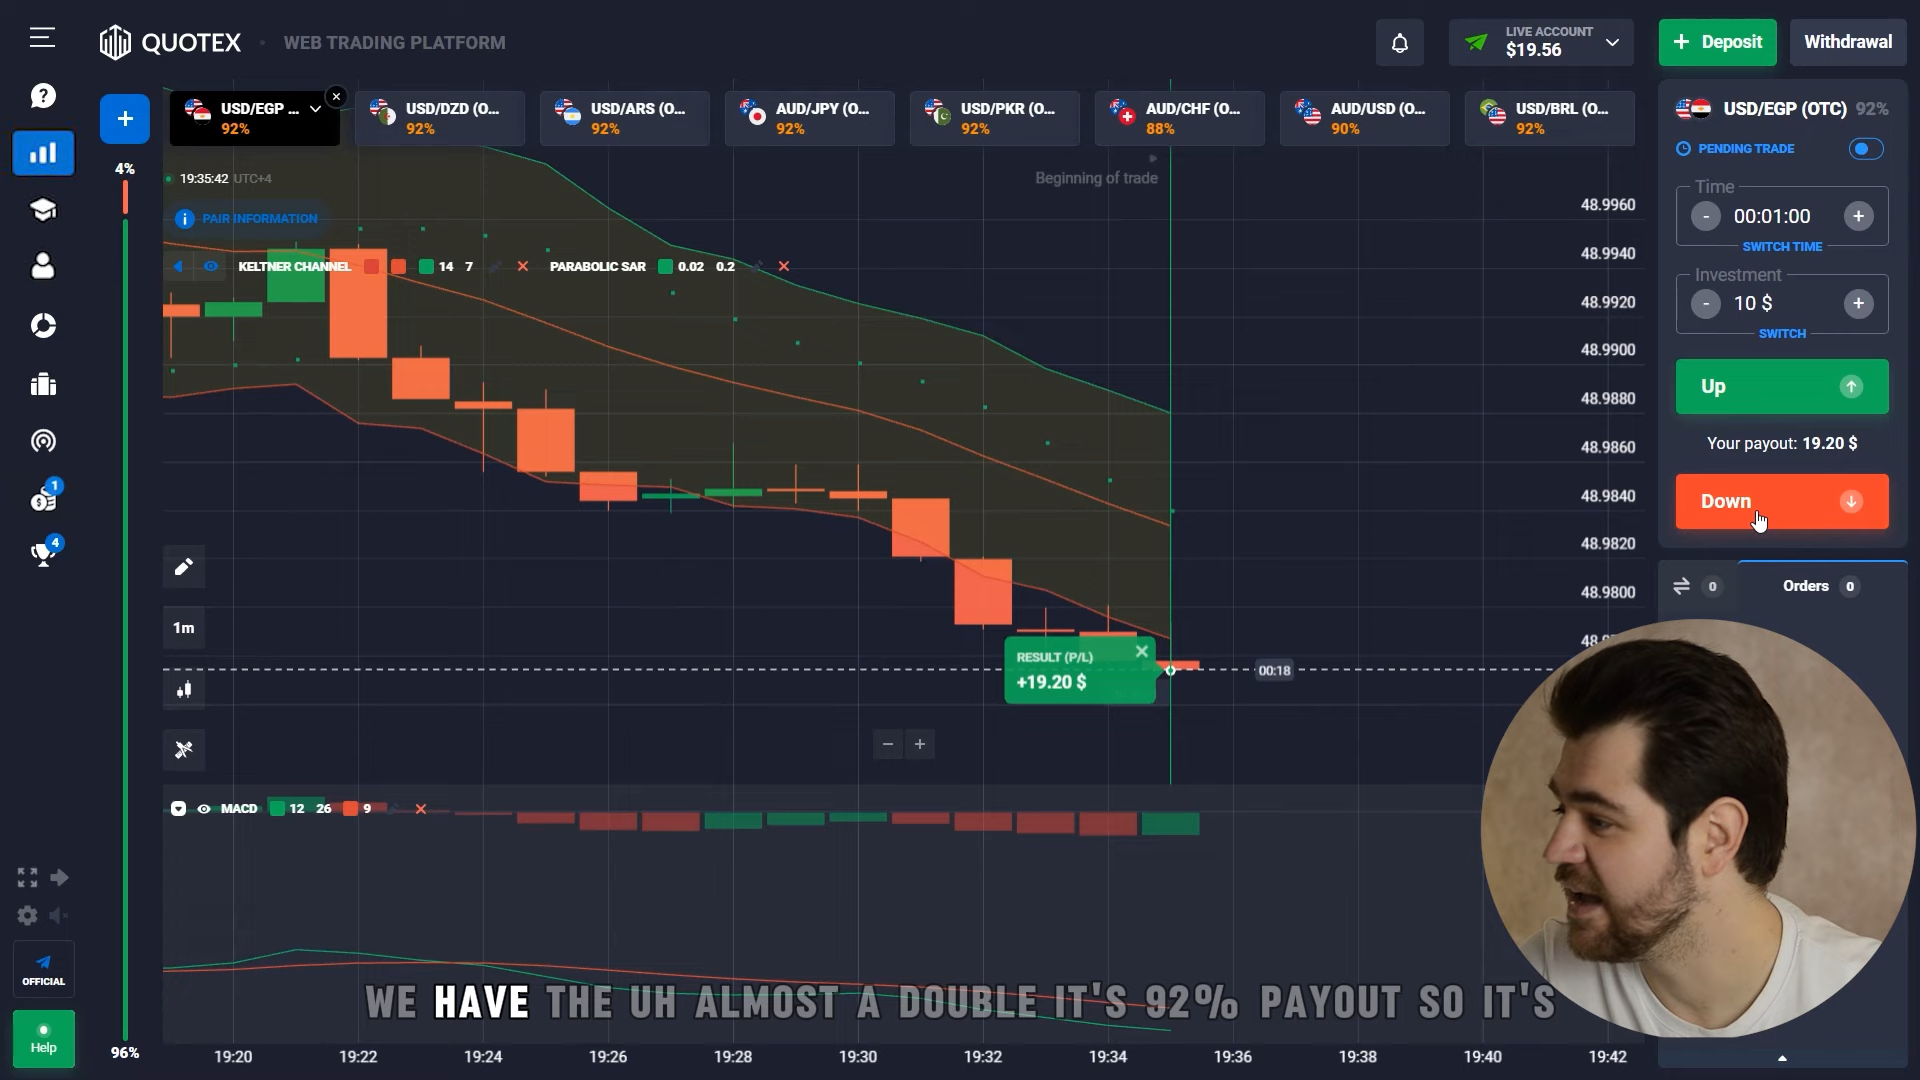 QUOTEX
WEB TRADING PLATFORM
LIVE ACCOUNT
$19.56
+ Deposit
Withdrawal
USD/EGP ...
92%
USD/DZD (O...
92%
USD/ARS (O...
92%
AUD/JPY (O...
92%
USD/PKR (O...
92%
AUD/CHF (O...
88%
AUD/USD (O...
90%
USD/BRL (O...
92%
USD/EGP (OTC) 92%
PENDING TRADE
Time
- 00:01:00 +
SWITCH TIME
Investment
- 10 $ +
SWITCH
Up
Your payout: 19.20 $
Down
0
Orders 0
4%
19:35:42 UTC+4
PAIR INFORMATION
Beginning of trade
KELTNER CHANNEL 14 7
PARABOLIC SAR 0.02 0.2
48.9960
48.9940
48.9920
48.9900
48.9880
48.9860
48.9840
48.9820
48.9800
1m
RESULT (P/L)
+19.20 $
00:18
MACD 12 26 9
1
4
OFFICIAL
Help
96%
WE HAVE THE UH ALMOST A DOUBLE IT'S 92% PAYOUT SO IT'S
19:20 19:22 19:24 19:26 19:28 19:30 19:32 19:34 19:36 19:38 19:40 19:42